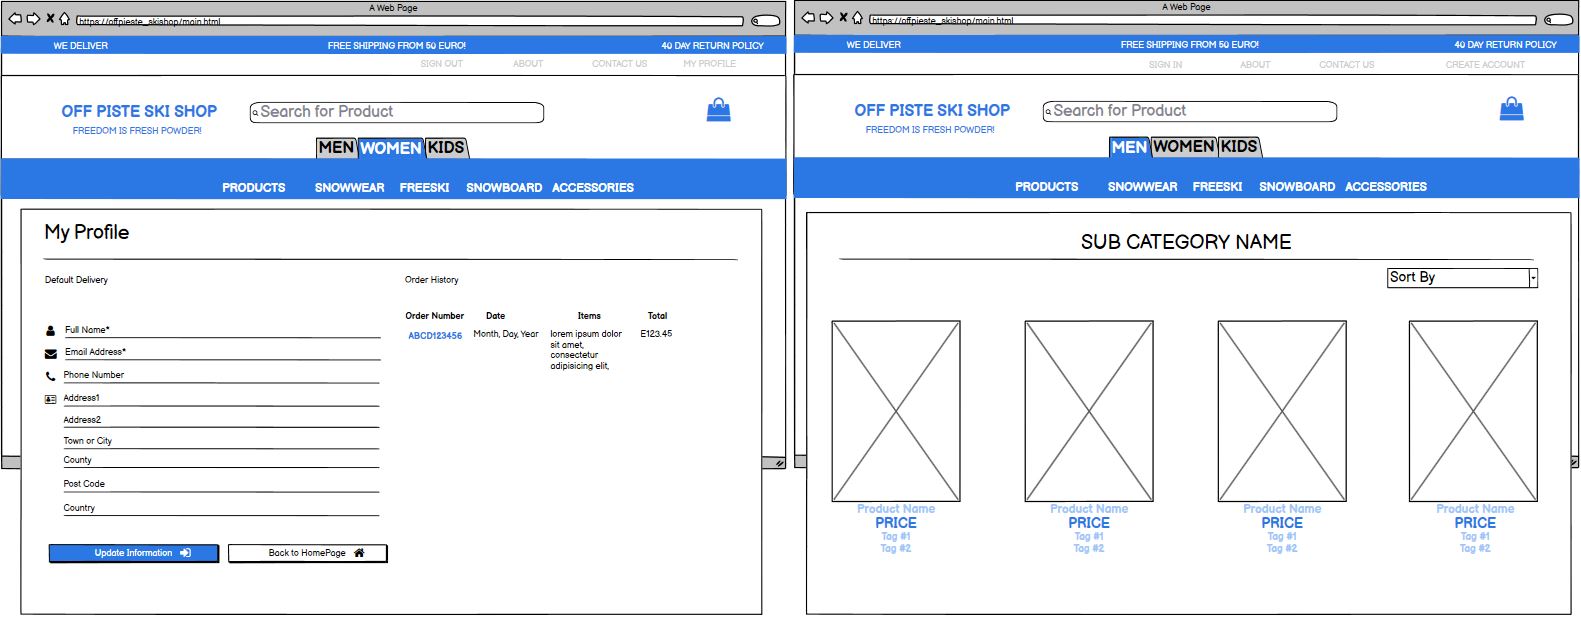 A Web Page
https://offpieste_skishop/main.html
WE DELIVER FREE SHIPPING FROM 50 EURO! 40 DAY RETURN POLICY
SIGN OUT ABOUT CONTACT US MY PROFILE
OFF PISTE SKI SHOP
Search for Product
FREEDOM IS FRESH POWDER!
MEN WOMEN KIDS
PRODUCTS SNOWWEAR FREESKI SNOWBOARD ACCESSORIES
My Profile
Default Delivery
Full Name*
Email Address*
Phone Number
Address1
Address2
Town or City
County
Post Code
Country
Update Information
Back to HomePage
Order History
Order Number Date Items Total
ABCD123456 Month, Day, Year lorem ipsum dolor E123.45
sit amet,
consectetur
adipisicing elit,
A Web Page
https://offpieste_skishop/main.html
WE DELIVER FREE SHIPPING FROM 50 EURO! 40 DAY RETURN POLICY
SIGN IN ABOUT CONTACT US CREATE ACCOUNT
OFF PISTE SKI SHOP
Search for Product
FREEDOM IS FRESH POWDER!
MEN WOMEN KIDS
PRODUCTS SNOWWEAR FREESKI SNOWBOARD ACCESSORIES
SUB CATEGORY NAME
Sort By
Product Name Product Name Product Name Product Name
PRICE PRICE PRICE PRICE
Tag #1 Tag #1 Tag #1 Tag #1
Tag #2 Tag #2 Tag #2 Tag #2